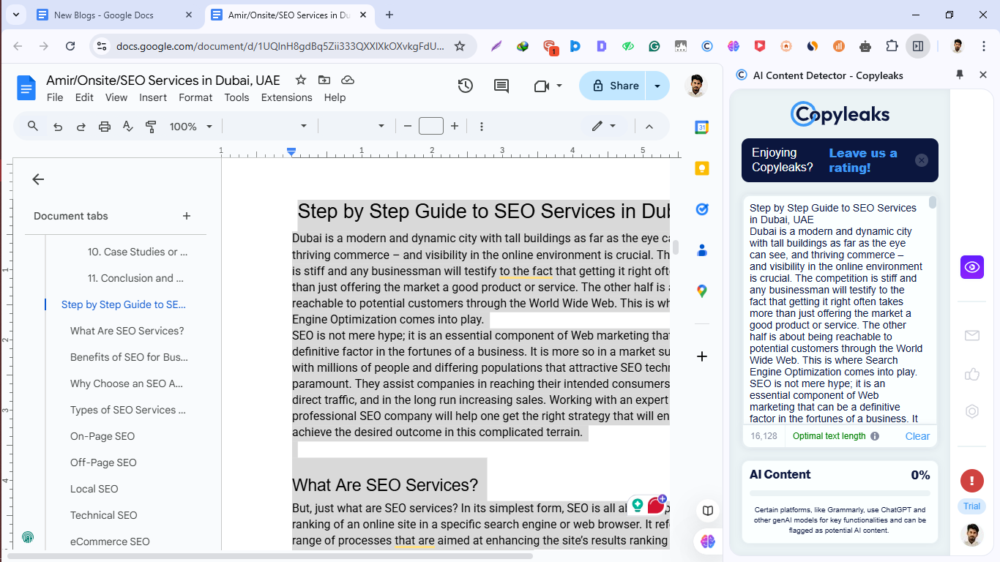 New Blogs - Google Docs
Amir/Onsite/SEO Services in Du
docs.google.com/document/d/1UQInH8gdBq5Zii333QXXlXkOXvkgFdU...
1
Amir/Onsite/SEO Services in Dubai, UAE
File Edit View Insert Format Tools Extensions Help
Share
100%
1 1 2 3 4 5
31
Document tabs
10. Case Studies or ...
11. Conclusion and ...
Step by Step Guide to SE...
What Are SEO Services?
Benefits of SEO for Bus...
Why Choose an SEO A...
Types of SEO Services ...
On-Page SEO
Off-Page SEO
Local SEO
Technical SEO
eCommerce SEO
1
2
3
4
Step by Step Guide to SEO Services in Dub
Dubai is a modern and dynamic city with tall buildings as far as the eye ca
thriving commerce – and visibility in the online environment is crucial. Th
is stiff and any businessman will testify to the fact that getting it right oft
than just offering the market a good product or service. The other half is a
reachable to potential customers through the World Wide Web. This is wh
Engine Optimization comes into play.
SEO is not mere hype; it is an essential component of Web marketing that
definitive factor in the fortunes of a business. It is more so in a market su
with millions of people and differing populations that attractive SEO techn
paramount. They assist companies in reaching their intended consumers
direct traffic, and in the long run increasing sales. Working with an expert
professional SEO company will help one get the right strategy that will en
achieve the desired outcome in this complicated terrain.
What Are SEO Services?
But, just what are SEO services? In its simplest form, SEO is all ab
ranking of an online site in a specific search engine or web browser. It refe
range of processes that are aimed at enhancing the site's results ranking
AI Content Detector - Copyleaks
Copyleaks
Enjoying Copyleaks?
Leave us a rating!
Step by Step Guide to SEO Services
in Dubai, UAE
Dubai is a modern and dynamic city
with tall buildings as far as the eye
can see, and thriving commerce –
and visibility in the online environment
is crucial. The competition is stiff and
any businessman will testify to the
fact that getting it right often takes
more than just offering the market a
good product or service. The other
half is about being reachable to
potential customers through the World
Wide Web. This is where Search
Engine Optimization comes into play.
SEO is not mere hype; it is an
essential component of Web
marketing that can be a definitive
factor in the fortunes of a business. It
16,128 Optimal text length Clear
AI Content 0%
Certain platforms, like Grammarly, use ChatGPT and
other genAI models for key functionalities and can be
flagged as potential AI content.
Trial